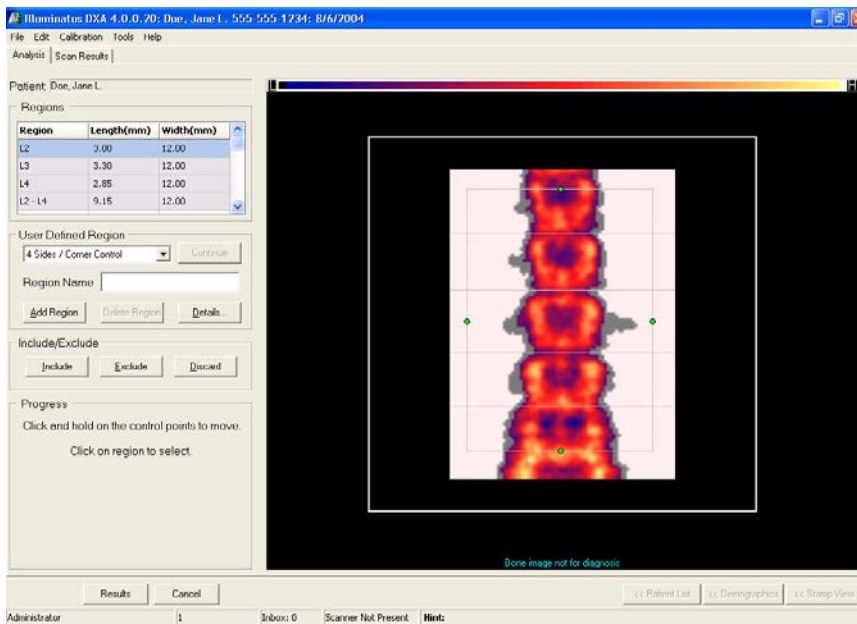 Illuminatus DXA 4.0.0.20: Doe, Jane L. 555-555-1234: 8/6/2004
File Edit Calibration Tools Help
Analysis Scan Results
Patient: Doe, Jane L.
L H
Regions
Region Length(mm) Width(mm)
L2 3.00 12.00
L3 3.30 12.00
L4 2.85 12.00
L2 - L4 9.15 12.00
User Defined Region
4 Sides / Corner Control Continue
Region Name
Add Region Delete Region Details...
Include/Exclude
Include Exclude Discard
Progress
Click and hold on the control points to move.
Click on region to select.
Bone image not for diagnosis
Results Cancel << Patient List << Demographics << Stamp View
Administrator 1 Inbox: 0 Scanner Not Present Hint: